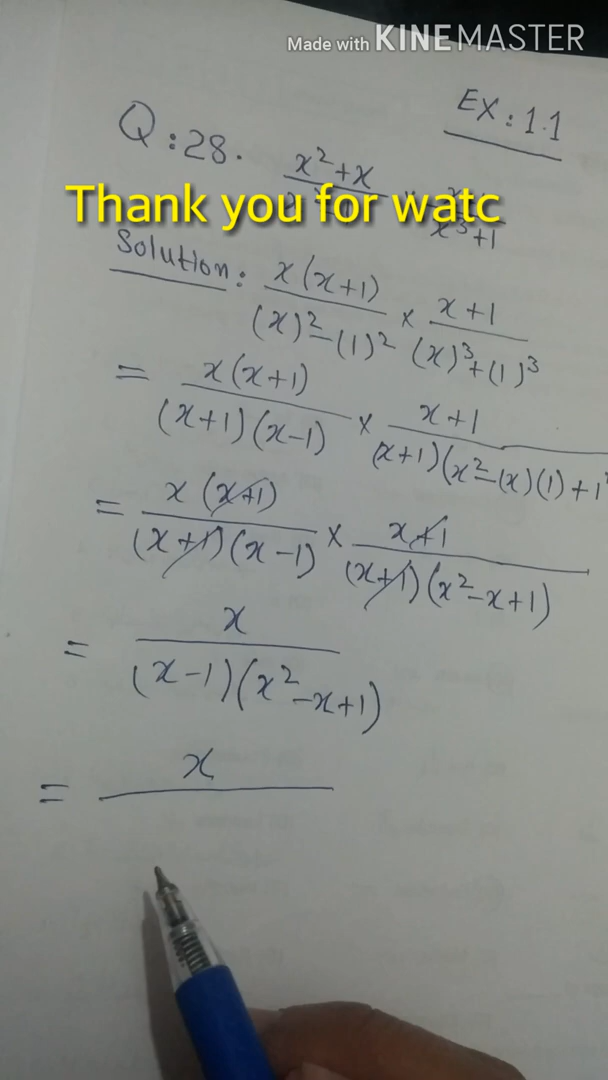 Made with KINEMASTER
EX: 1.1
Q:28. x²+x
x³+1
Thank you for watc
Solution: x(x+1)/(x)²-(1)² × x+1/(x)³+(1)³
= x(x+1)/(x+1)(x-1) × x+1/(x+1)(x²-(x)(1)+1
= x(x+1)/(x+1)(x-1) × x+1/(x+1)(x²-x+1)
= x/(x-1)(x²-x+1)
= x